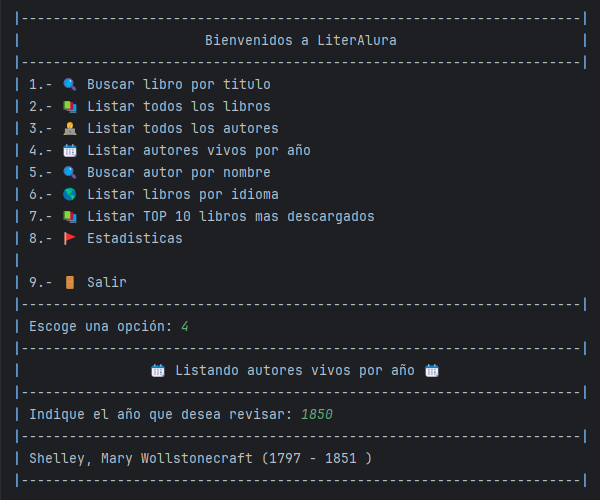 |----------------------------------------------------------------------|
| Bienvenidos a LiterAlura |
|----------------------------------------------------------------------|
| 1.- 🔍 Buscar libro por titulo
| 2.- 📚 Listar todos los libros
| 3.- 🧑‍💻 Listar todos los autores
| 4.- 📅 Listar autores vivos por año
| 5.- 🔍 Buscar autor por nombre
| 6.- 🌎 Listar libros por idioma
| 7.- 📚 Listar TOP 10 libros mas descargados
| 8.- 🚩 Estadisticas
|
| 9.- 🚪 Salir
|----------------------------------------------------------------------|
| Escoge una opción: 4
|----------------------------------------------------------------------|
| 📅 Listando autores vivos por año 📅
|----------------------------------------------------------------------|
| Indique el año que desea revisar: 1850
|----------------------------------------------------------------------|
| Shelley, Mary Wollstonecraft (1797 - 1851 )
|----------------------------------------------------------------------|